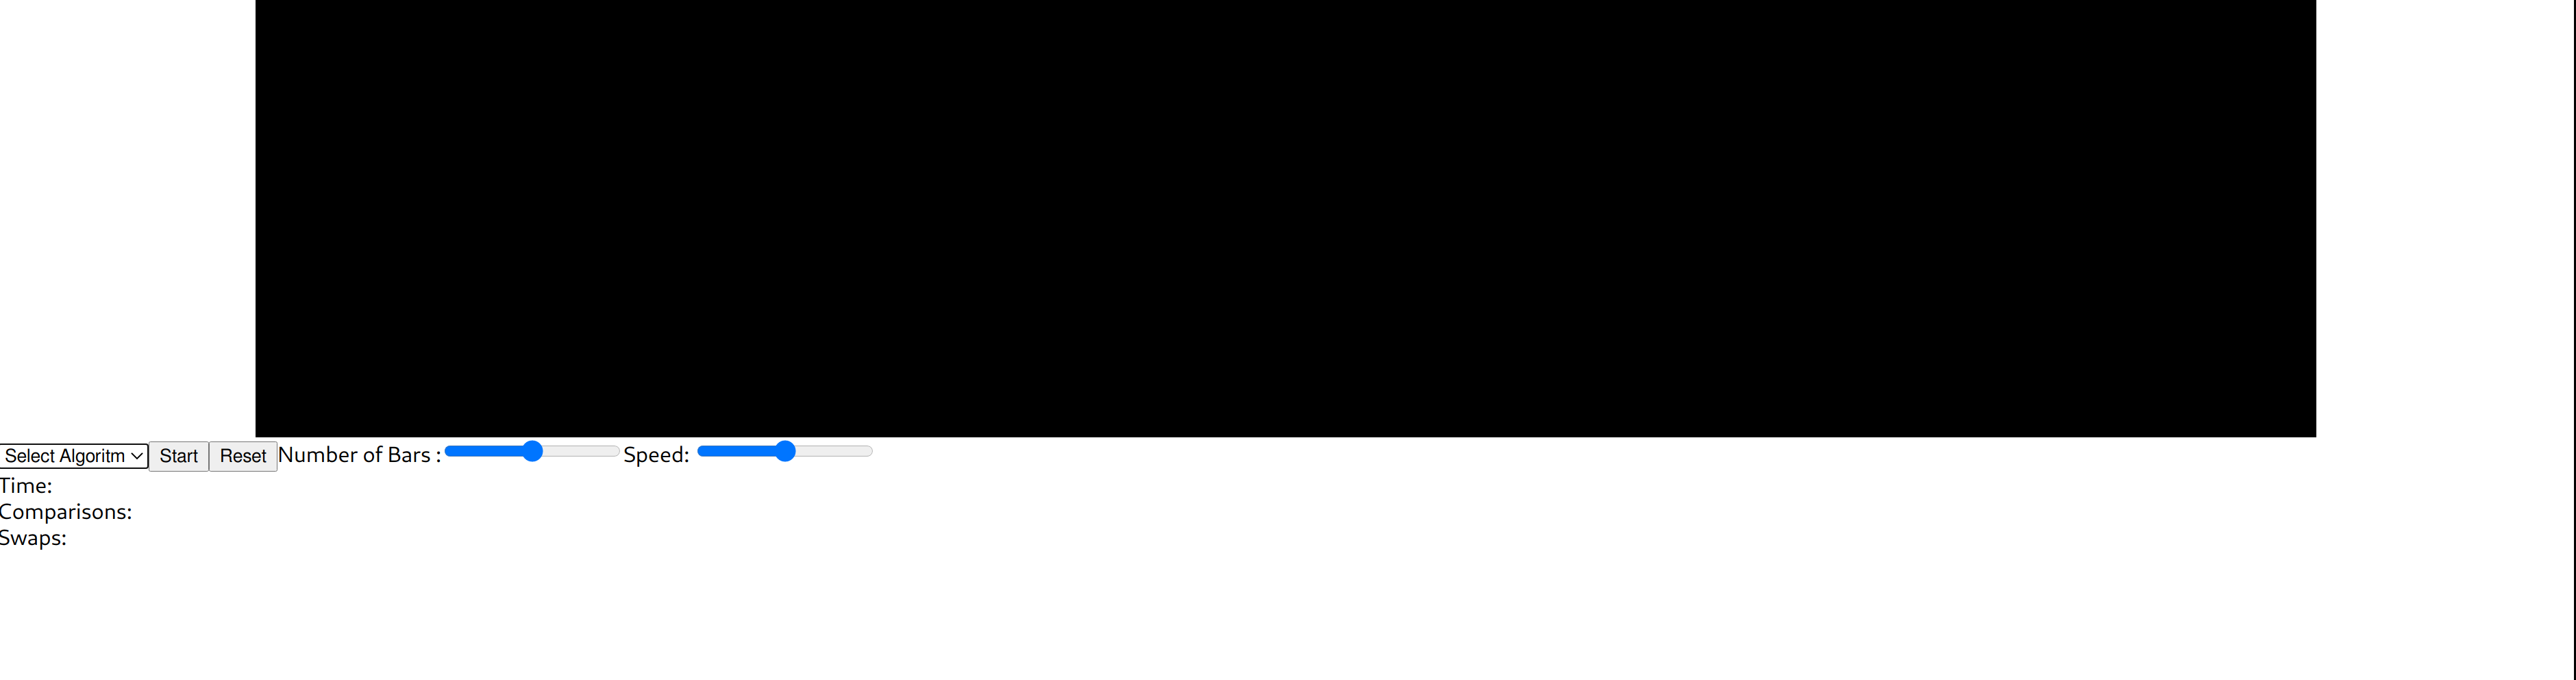 Select Algoritm Start Reset Number of Bars : Speed:
Time:
Comparisons:
Swaps: